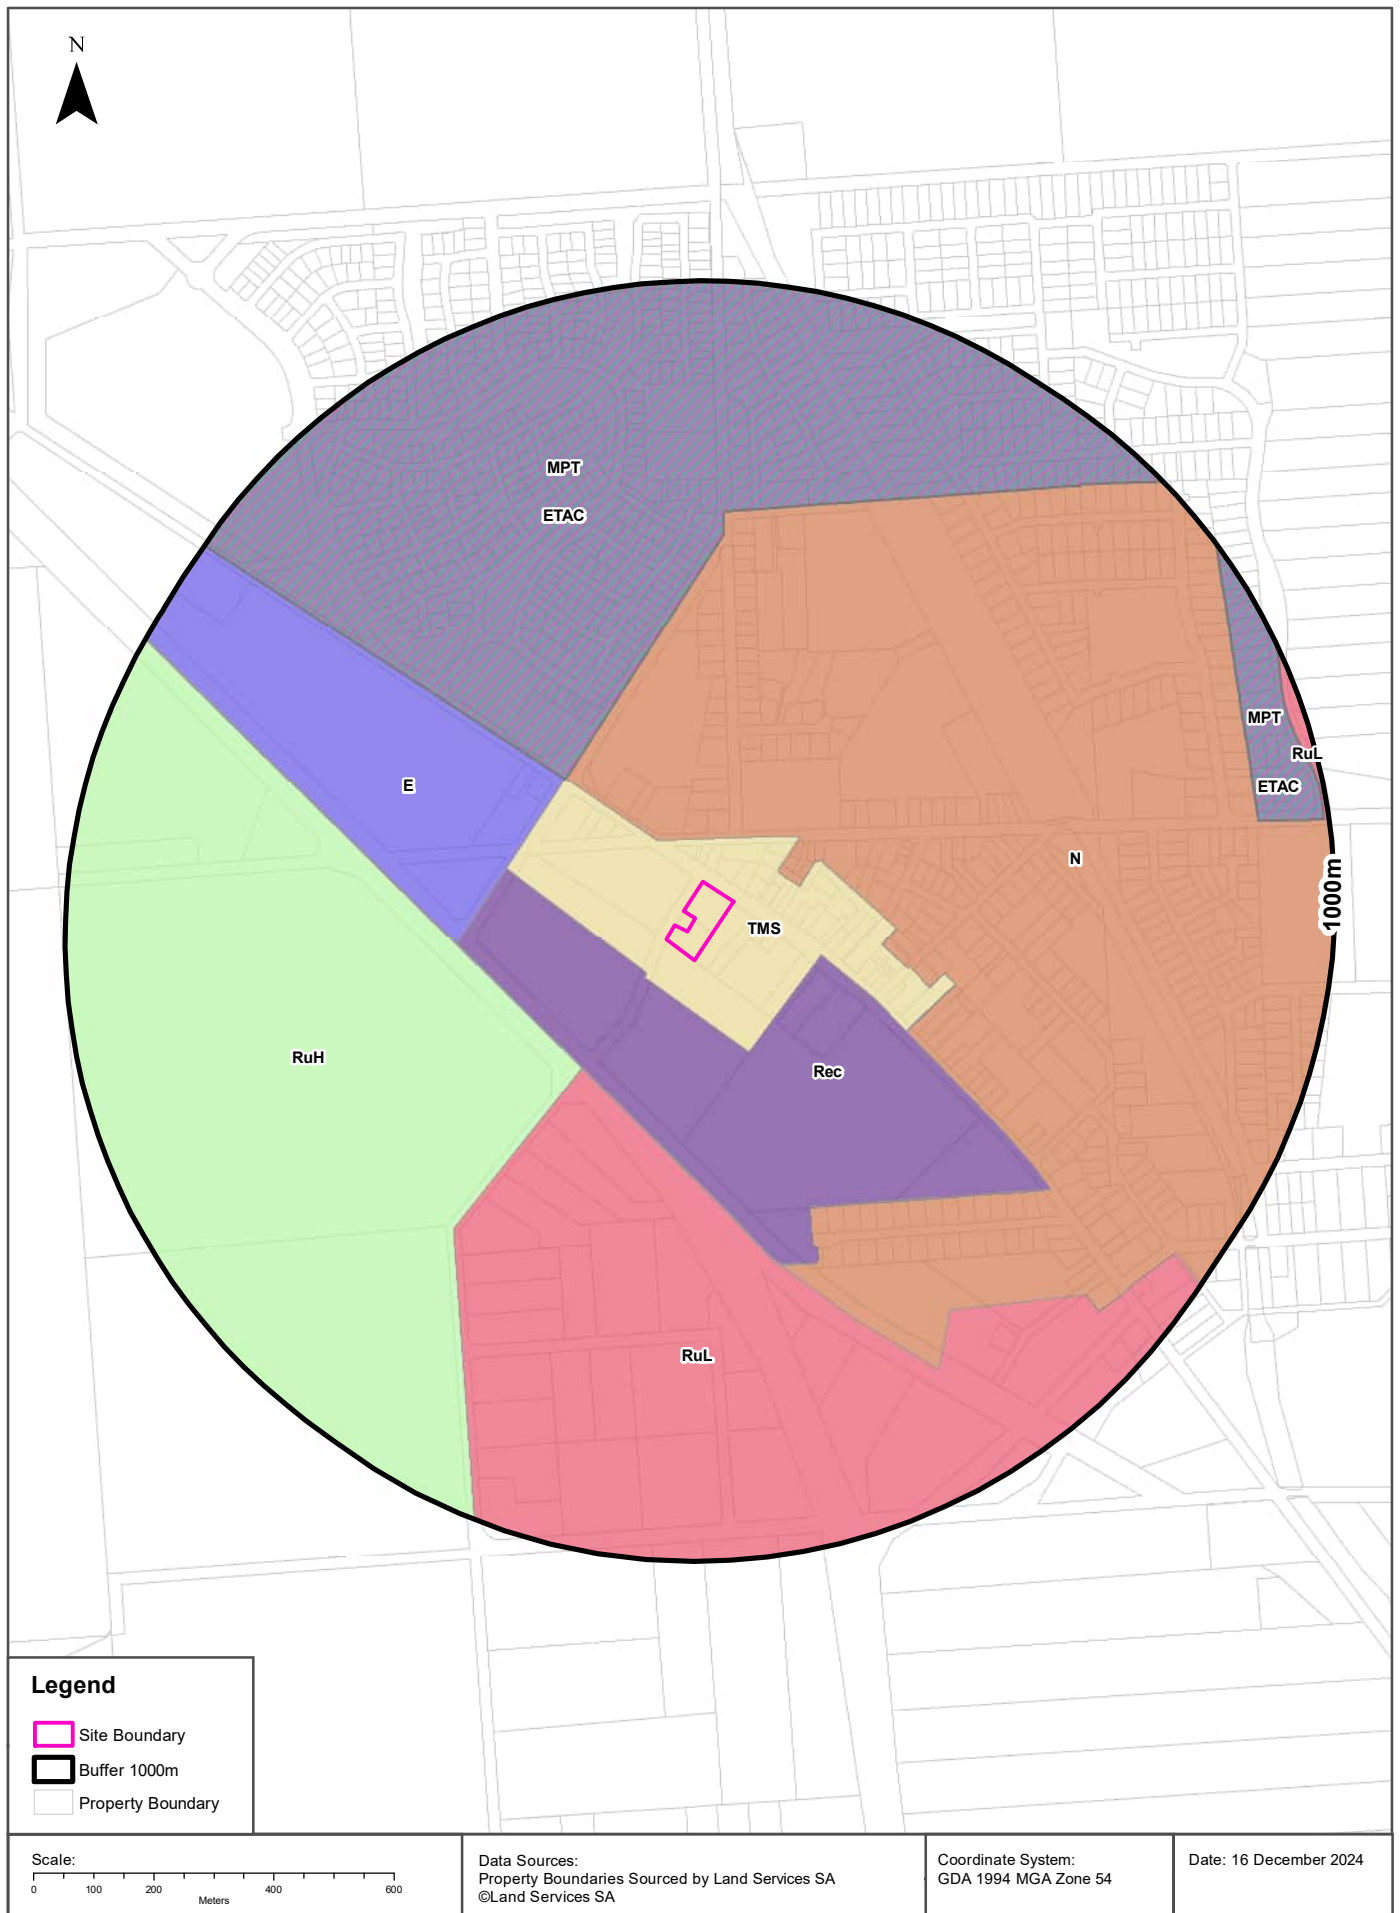 N
MPT
ETAC
MPT
RuL
ETAC
E
1000m
N
TMS
RuH
Rec
RuL
Legend
Site Boundary
Buffer 1000m
Property Boundary
Scale:
0 100 200 400 600
Meters
Data Sources:
Property Boundaries Sourced by Land Services SA
©Land Services SA
Coordinate System:
GDA 1994 MGA Zone 54
Date: 16 December 2024